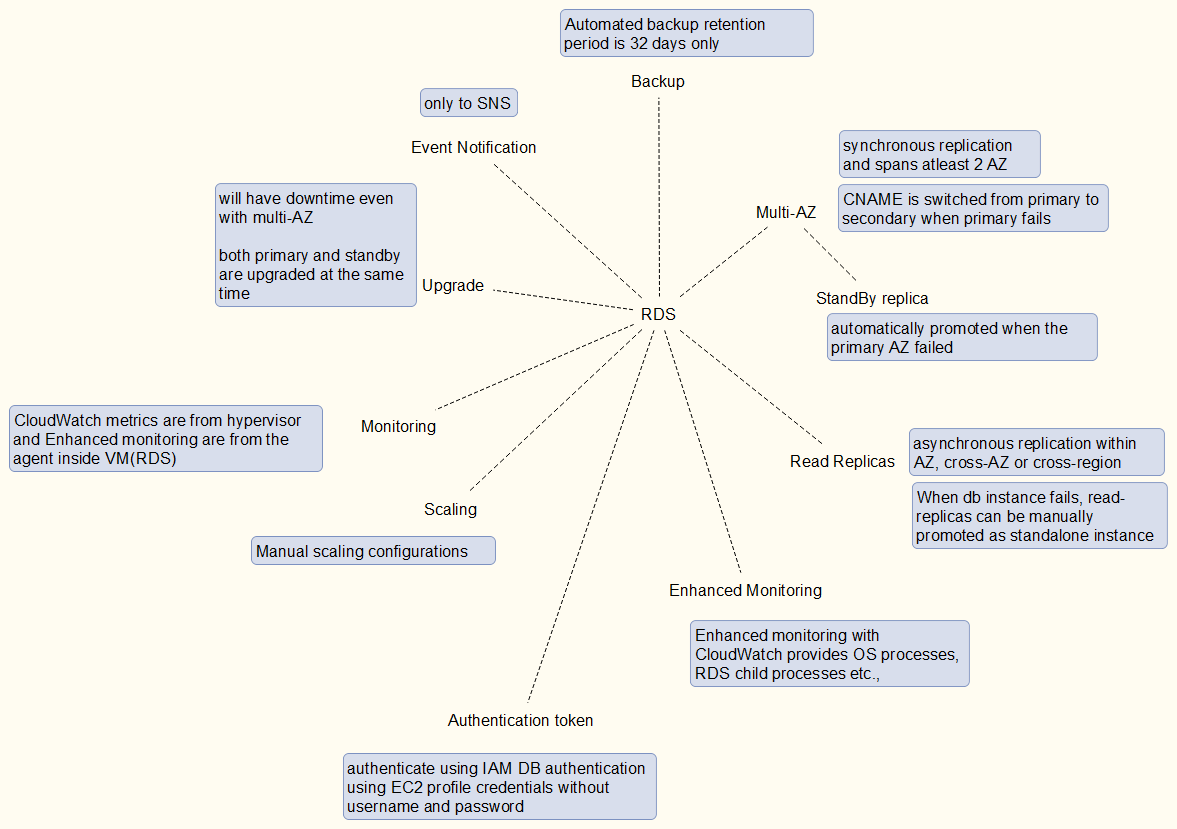 Automated backup retention
period is 32 days only
Backup
only to SNS
Event Notification
synchronous replication
and spans atleast 2 AZ
CNAME is switched from primary to
secondary when primary fails
Multi-AZ
will have downtime even
with multi-AZ
both primary and standby
are upgraded at the same
time
Upgrade
StandBy replica
automatically promoted when the
primary AZ failed
RDS
CloudWatch metrics are from hypervisor
and Enhanced monitoring are from the
agent inside VM(RDS)
Monitoring
Read Replicas
asynchronous replication within
AZ, cross-AZ or cross-region
When db instance fails, read-
replicas can be manually
promoted as standalone instance
Scaling
Manual scaling configurations
Enhanced Monitoring
Enhanced monitoring with
CloudWatch provides OS processes,
RDS child processes etc.,
Authentication token
authenticate using IAM DB authentication
using EC2 profile credentials without
username and password